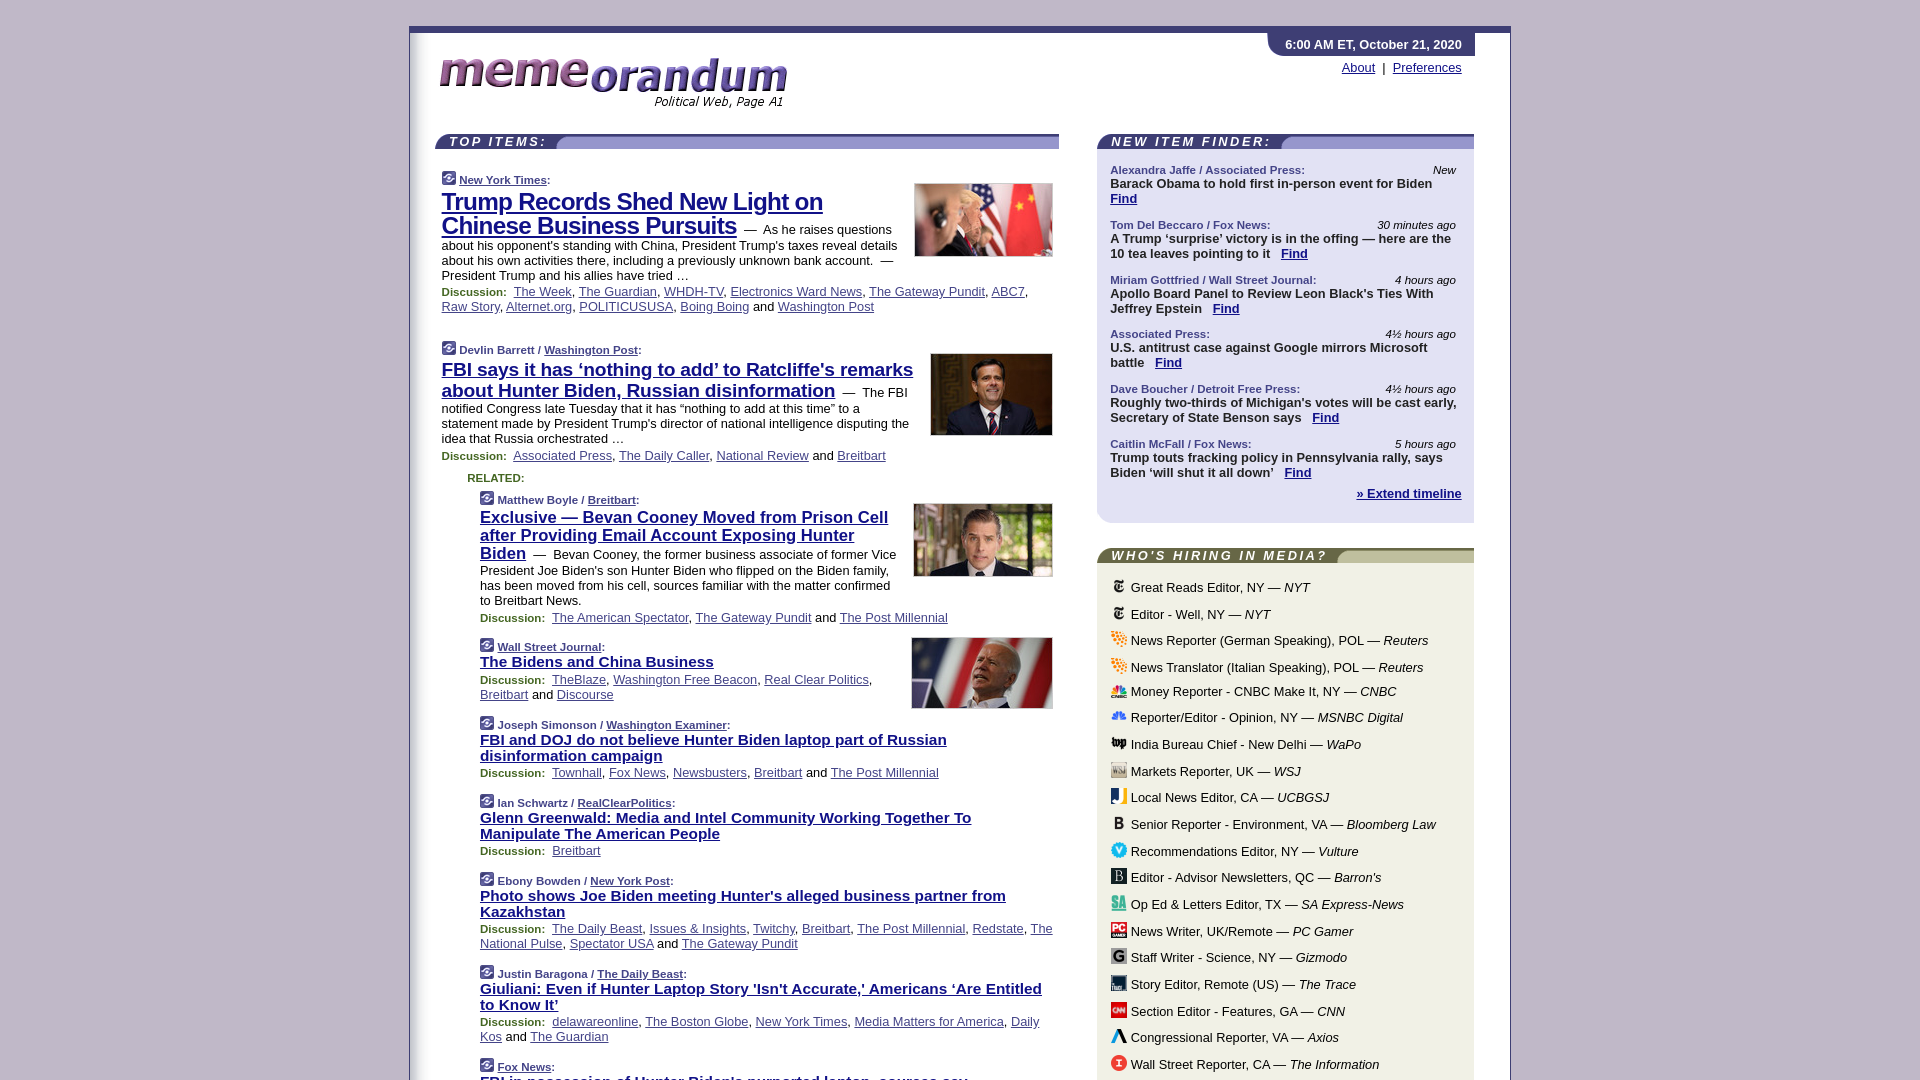 6:00 AM ET, October 21, 2020
memeorandum
Political Web, Page A1
About | Preferences
TOP ITEMS:
New York Times:
Trump Records Shed New Light on
Chinese Business Pursuits — As he raises questions
about his opponent's standing with China, President Trump's taxes reveal details
about his own activities there, including a previously unknown bank account. —
President Trump and his allies have tried …
Discussion: The Week, The Guardian, WHDH-TV, Electronics Ward News, The Gateway Pundit, ABC7,
Raw Story, Alternet.org, POLITICUSUSA, Boing Boing and Washington Post
Devlin Barrett / Washington Post:
FBI says it has ‘nothing to add’ to Ratcliffe's remarks
about Hunter Biden, Russian disinformation — The FBI
notified Congress late Tuesday that it has “nothing to add at this time” to a
statement made by President Trump's director of national intelligence disputing the
idea that Russia orchestrated …
Discussion: Associated Press, The Daily Caller, National Review and Breitbart
RELATED:
Matthew Boyle / Breitbart:
Exclusive — Bevan Cooney Moved from Prison Cell
after Providing Email Account Exposing Hunter
Biden — Bevan Cooney, the former business associate of former Vice
President Joe Biden's son Hunter Biden who flipped on the Biden family,
has been moved from his cell, sources familiar with the matter confirmed
to Breitbart News.
Discussion: The American Spectator, The Gateway Pundit and The Post Millennial
Wall Street Journal:
The Bidens and China Business
Discussion: TheBlaze, Washington Free Beacon, Real Clear Politics,
Breitbart and Discourse
Joseph Simonson / Washington Examiner:
FBI and DOJ do not believe Hunter Biden laptop part of Russian
disinformation campaign
Discussion: Townhall, Fox News, Newsbusters, Breitbart and The Post Millennial
Ian Schwartz / RealClearPolitics:
Glenn Greenwald: Media and Intel Community Working Together To
Manipulate The American People
Discussion: Breitbart
Ebony Bowden / New York Post:
Photo shows Joe Biden meeting Hunter's alleged business partner from
Kazakhstan
Discussion: The Daily Beast, Issues & Insights, Twitchy, Breitbart, The Post Millennial, Redstate, The
National Pulse, Spectator USA and The Gateway Pundit
Justin Baragona / The Daily Beast:
Giuliani: Even if Hunter Laptop Story 'Isn't Accurate,' Americans ‘Are Entitled
to Know It’
Discussion: delawareonline, The Boston Globe, New York Times, Media Matters for America, Daily
Kos and The Guardian
Fox News:
FBI in possession of Hunter Biden's purported laptop, sources say
NEW ITEM FINDER:
Alexandra Jaffe / Associated Press: New
Barack Obama to hold first in-person event for Biden
Find
Tom Del Beccaro / Fox News: 30 minutes ago
A Trump ‘surprise’ victory is in the offing — here are the
10 tea leaves pointing to it Find
Miriam Gottfried / Wall Street Journal: 4 hours ago
Apollo Board Panel to Review Leon Black's Ties With
Jeffrey Epstein Find
Associated Press: 4½ hours ago
U.S. antitrust case against Google mirrors Microsoft
battle Find
Dave Boucher / Detroit Free Press: 4½ hours ago
Roughly two-thirds of Michigan's votes will be cast early,
Secretary of State Benson says Find
Caitlin McFall / Fox News: 5 hours ago
Trump touts fracking policy in Pennsylvania rally, says
Biden ‘will shut it all down’ Find
» Extend timeline
WHO'S HIRING IN MEDIA?
Great Reads Editor, NY — NYT
Editor - Well, NY — NYT
News Reporter (German Speaking), POL — Reuters
News Translator (Italian Speaking), POL — Reuters
Money Reporter - CNBC Make It, NY — CNBC
Reporter/Editor - Opinion, NY — MSNBC Digital
India Bureau Chief - New Delhi — WaPo
Markets Reporter, UK — WSJ
Local News Editor, CA — UCBGSJ
Senior Reporter - Environment, VA — Bloomberg Law
Recommendations Editor, NY — Vulture
Editor - Advisor Newsletters, QC — Barron's
Op Ed & Letters Editor, TX — SA Express-News
News Writer, UK/Remote — PC Gamer
Staff Writer - Science, NY — Gizmodo
Story Editor, Remote (US) — The Trace
Section Editor - Features, GA — CNN
Congressional Reporter, VA — Axios
Wall Street Reporter, CA — The Information